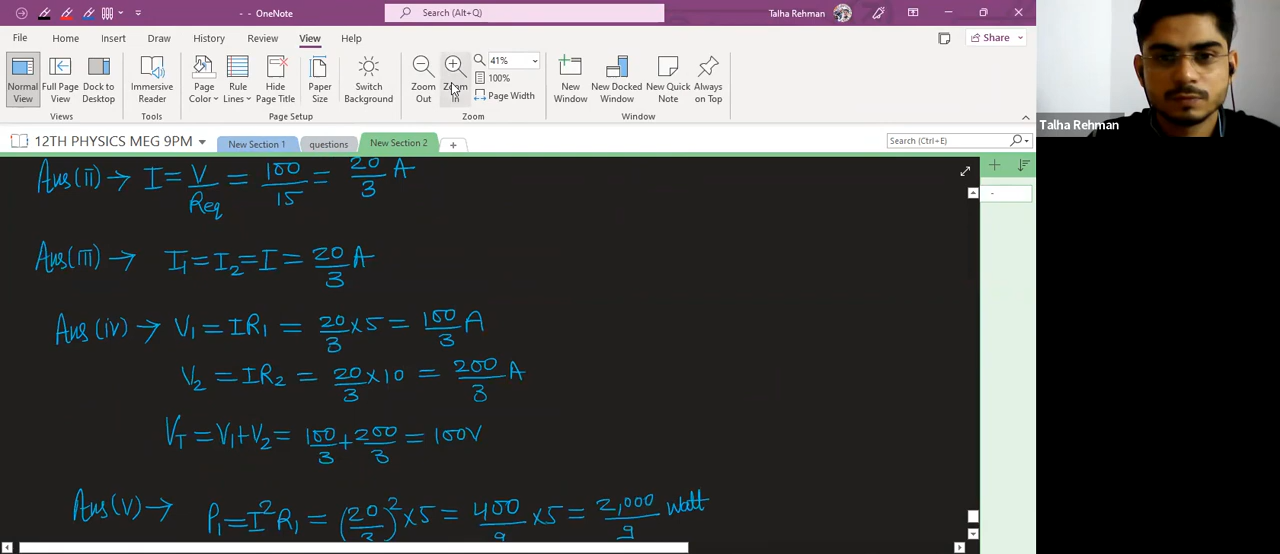 - - OneNote
Search (Alt+Q)
Talha Rehman
File Home Insert Draw History Review View Help
Share
Normal View
Full Page View
Dock to Desktop
Immersive Reader
Page Color
Rule Lines
Hide Page Title
Paper Size
Switch Background
Zoom Out
Zoom In
41%
100%
Page Width
New Window
New Docked Window
New Quick Note
Always on Top
Views Tools Page Setup Zoom Window
Talha Rehman
12TH PHYSICS MEG 9PM
New Section 1
questions
New Section 2
+
Search (Ctrl+E)
Ans(ii) → I = V/Req = 100/15 = 20/3 A
Ans(iii) → I1 = I2 = I = 20/3 A
Ans(iv) → V1 = IR1 = 20/3 × 5 = 100/3 A
V2 = IR2 = 20/3 × 10 = 200/3 A
VT = V1 + V2 = 100/3 + 200/3 = 100V
Ans(v) → P1 = I²R1 = (20/3)² × 5 = 400/9 × 5 = 2,000/9 watt